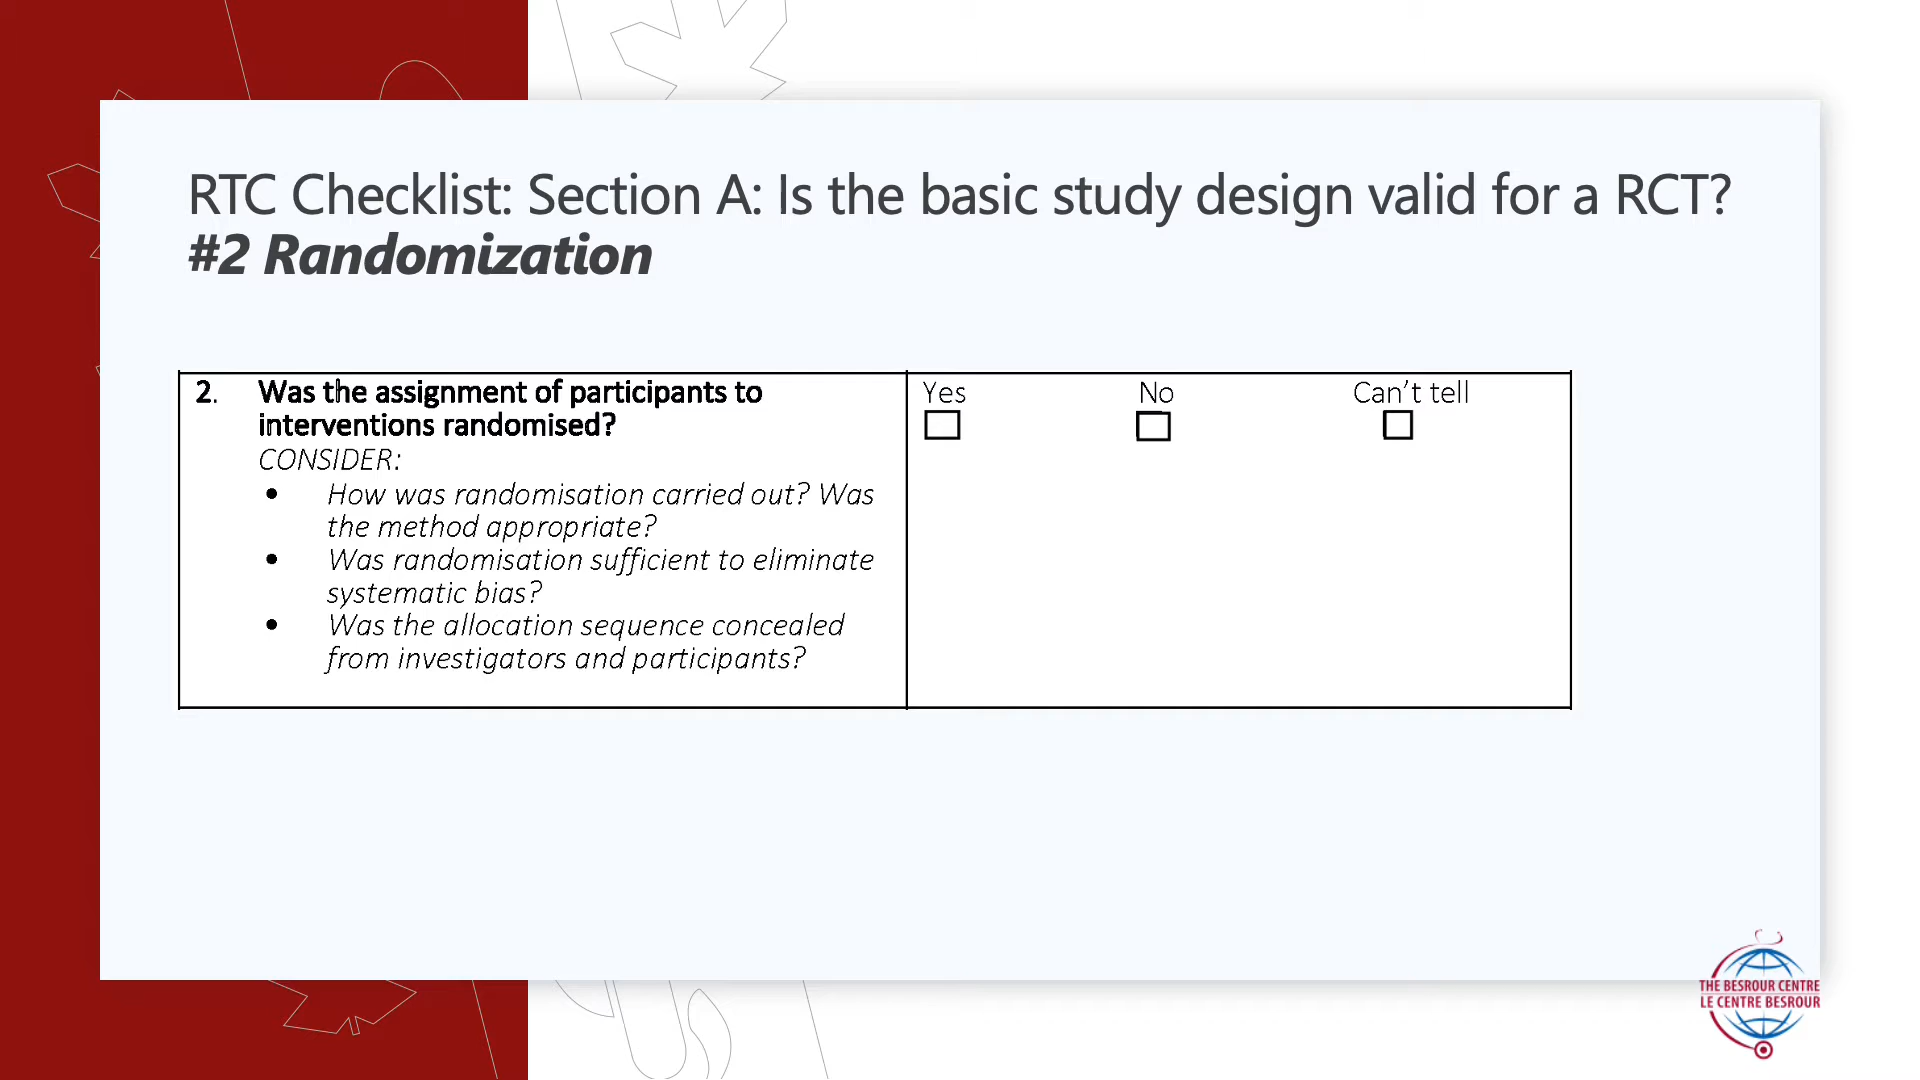 RTC Checklist: Section A: Is the basic study design valid for a RCT?
#2 Randomization
2. Was the assignment of participants to
interventions randomised?
CONSIDER:
• How was randomisation carried out? Was
the method appropriate?
• Was randomisation sufficient to eliminate
systematic bias?
• Was the allocation sequence concealed
from investigators and participants?
Yes No Can't tell
THE BESROUR CENTRE
LE CENTRE BESROUR